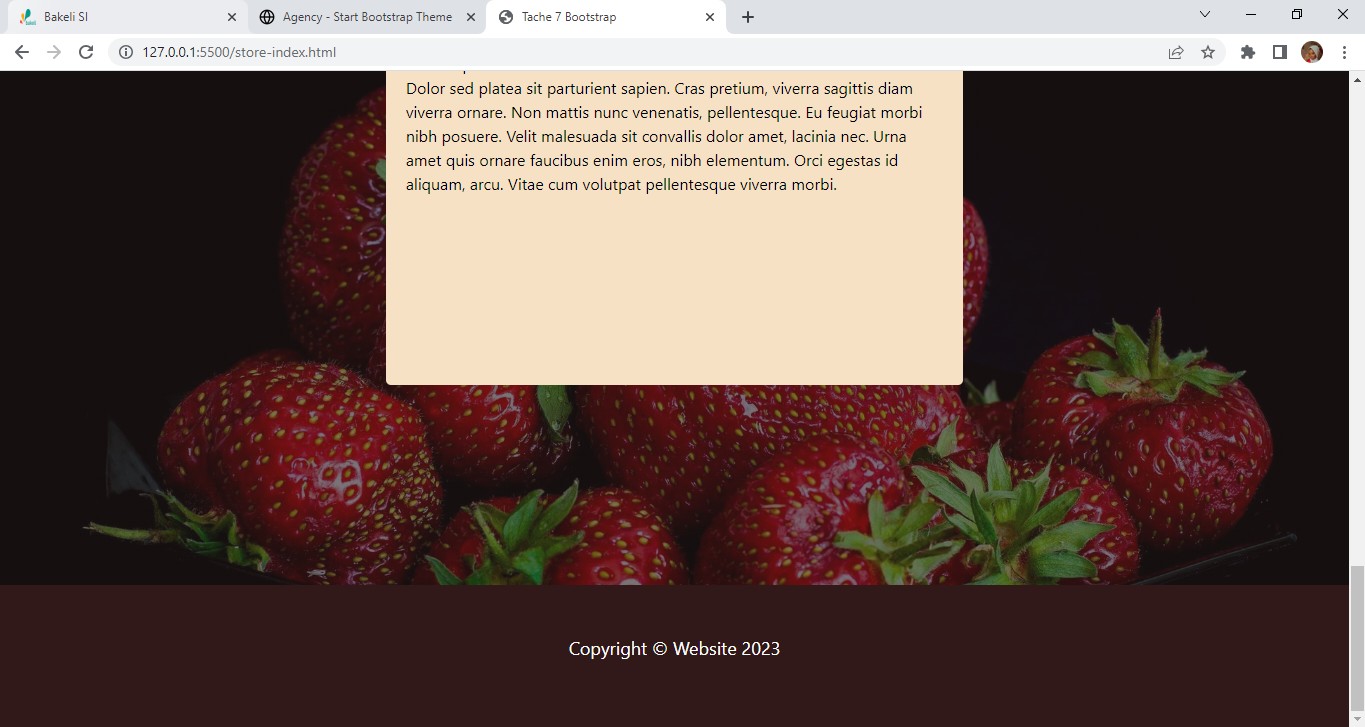 Bakeli SI
Agency - Start Bootstrap Theme
Tache 7 Bootstrap
127.0.0.1:5500/store-index.html
Dolor sed platea sit parturient sapien. Cras pretium, viverra sagittis diam
viverra ornare. Non mattis nunc venenatis, pellentesque. Eu feugiat morbi
nibh posuere. Velit malesuada sit convallis dolor amet, lacinia nec. Urna
amet quis ornare faucibus enim eros, nibh elementum. Orci egestas id
aliquam, arcu. Vitae cum volutpat pellentesque viverra morbi.
Copyright © Website 2023